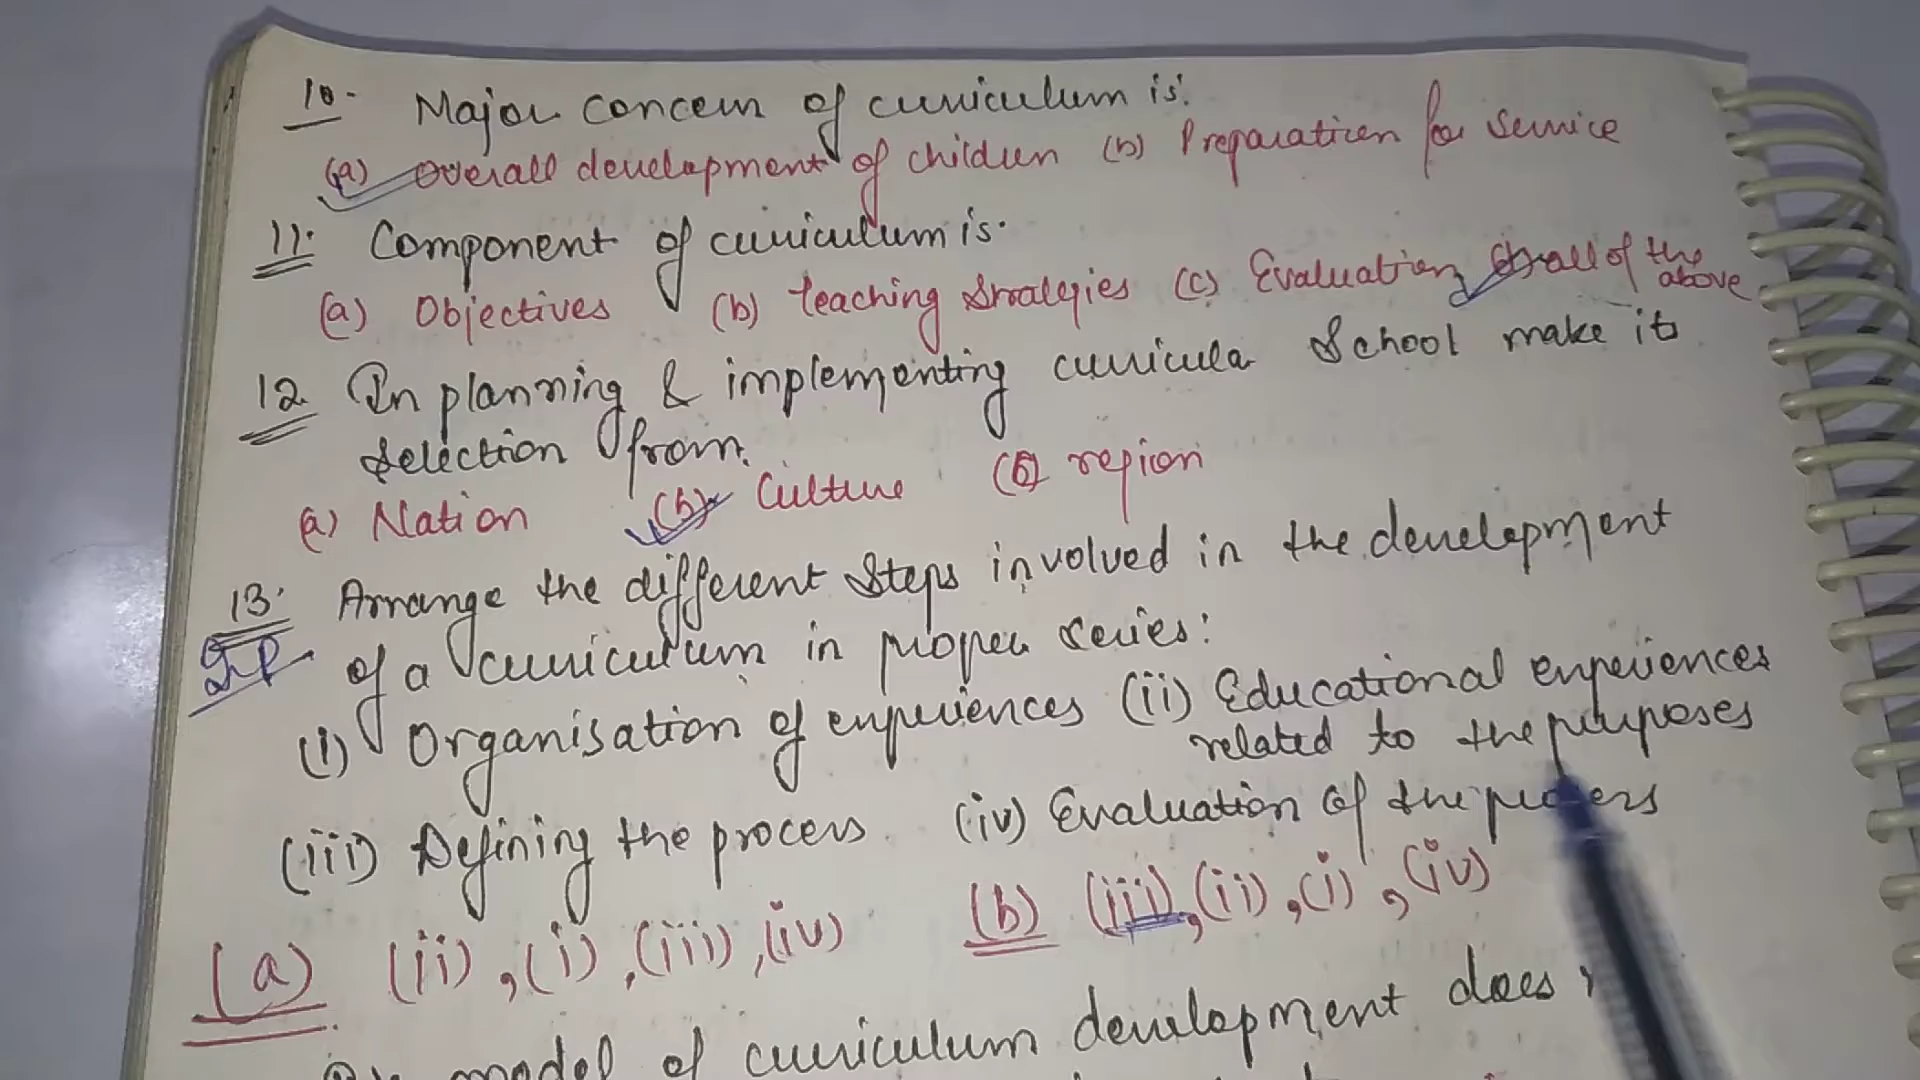 10- Major concern of curriculum is:
(a) Overall development of children (b) Preparation for service
11. Component of curriculum is.
(a) Objectives (b) teaching Strategies (c) Evaluation (d) all of the above
12. In planning & implementing curricula School make its
selection from.
(a) Nation (b) Culture (c) region
13. Arrange the different steps involved in the development
Imp of a curriculum in proper series:
(i) Organisation of experiences (ii) Educational experiences
related to the purposes
(iii) Defining the process (iv) Evaluation of the process
(a) (ii), (i), (iii), (iv) (b) (iii), (ii), (i), (iv)
model of curriculum development does